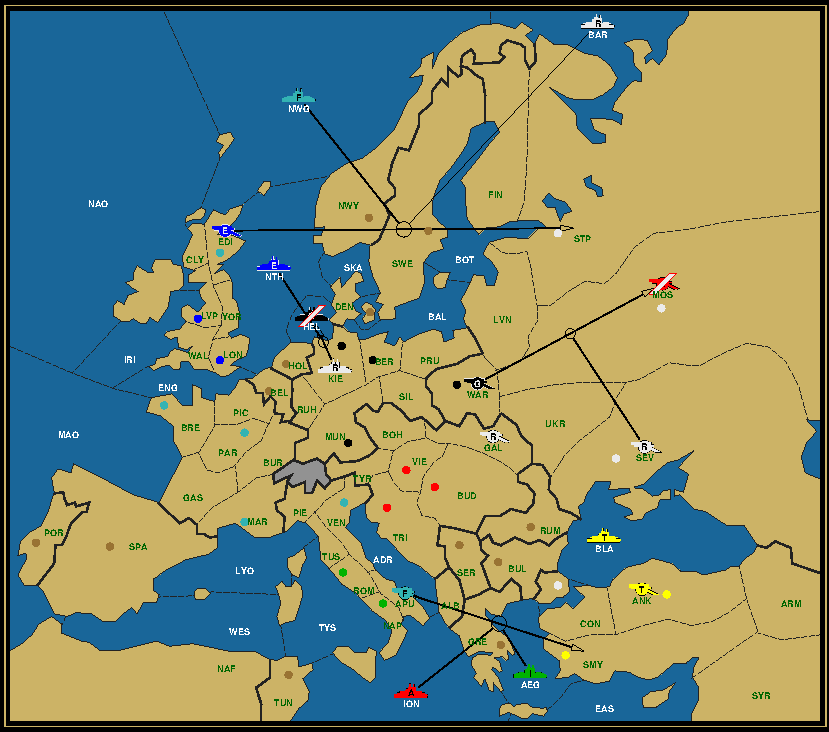 R
BAR
F
NWG
NAO
FIN
NWY
E
EDI
STP
CLY
SWE
BOT
SKA
E
NTH
MOS
DEN
HEL
LVP
YOR
BAL
LVN
IRI
WAL
LON
HOL
R
KIE
BER
PRU
G
WAR
ENG
BEL
SIL
BRE
PIC
RUH
UKR
MAO
MUN
BOH
R
GAL
R
SEV
PAR
BUR
VIE
TYR
BUD
GAS
PIE
MAR
VEN
TRI
RUM
POR
SPA
T
BLA
TUS
ADR
SER
BUL
LYO
ROM
F
APU
ALB
T
ANK
ARM
WES
TYS
NAP
CON
GRE
NAF
SMY
TUN
A
ION
I
AEG
EAS
SYR